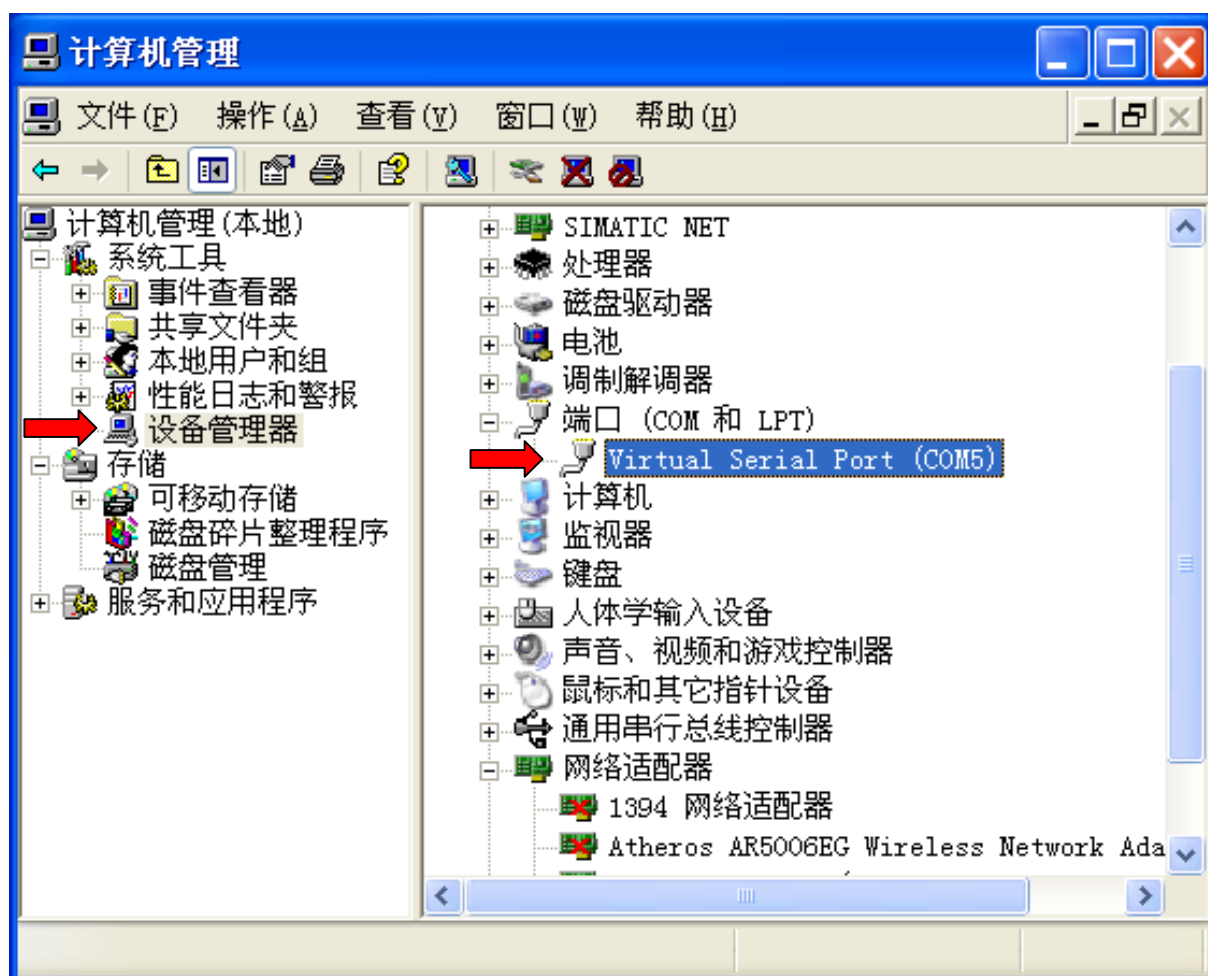 计算机管理
文件(F) 操作(A) 查看(V) 窗口(W) 帮助(H)
计算机管理(本地)
系统工具
事件查看器
共享文件夹
本地用户和组
性能日志和警报
设备管理器
存储
可移动存储
磁盘碎片整理程序
磁盘管理
服务和应用程序
SIMATIC NET
处理器
磁盘驱动器
电池
调制解调器
端口 (COM 和 LPT)
Virtual Serial Port (COM5)
计算机
监视器
键盘
人体学输入设备
声音、视频和游戏控制器
鼠标和其它指针设备
通用串行总线控制器
网络适配器
1394 网络适配器
Atheros AR5006EG Wireless Network Ada